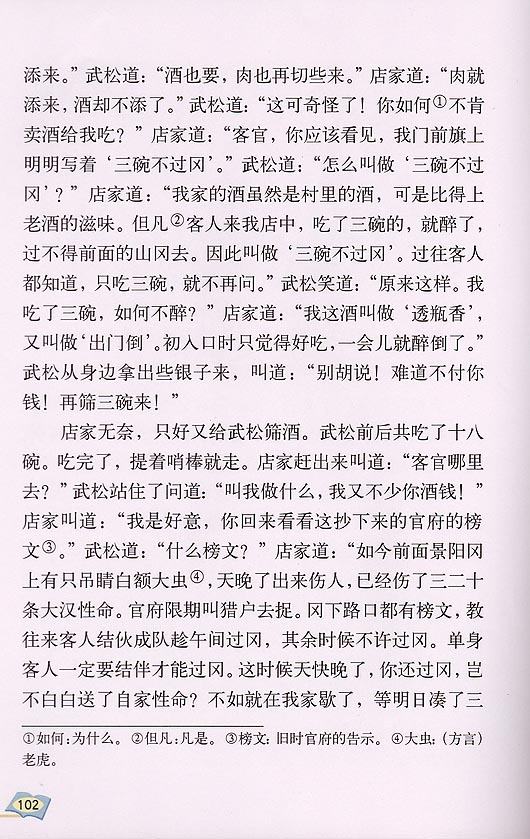 添来。”武松道：“酒也要，肉也再切些来。”店家道：“肉就
添来，酒却不添了。”武松道：“这可奇怪了！你如何①不肯
卖酒给我吃？”店家道：“客官，你应该看见，我门前旗上
明明写着‘三碗不过冈’。”武松道：“怎么叫做‘三碗不过
冈’？”店家道：“我家的酒虽然是村里的酒，可是比得上
老酒的滋味。但凡②客人来我店中，吃了三碗的，就醉了，
过不得前面的山冈去。因此叫做‘三碗不过冈’。过往客人
都知道，只吃三碗，就不再问。”武松笑道：“原来这样。我
吃了三碗，如何不醉？”店家道：“我这酒叫做‘透瓶香’，
又叫做‘出门倒’。初入口时只觉得好吃，一会儿就醉倒了。”
武松从身边拿出些银子来，叫道：“别胡说！难道不付你
钱！再筛三碗来！”
店家无奈，只好又给武松筛酒。武松前后共吃了十八
碗。吃完了，提着哨棒就走。店家赶出来叫道：“客官哪里
去？”武松站住了问道：“叫我做什么，我又不少你酒钱！”
店家叫道：“我是好意，你回来看看这抄下来的官府的榜
文③。”武松道：“什么榜文？”店家道：“如今前面景阳冈
上有只吊睛白额大虫④，天晚了出来伤人，已经伤了三二十
条大汉性命。官府限期叫猎户去捉。冈下路口都有榜文，教
往来客人结伙成队趁午间过冈，其余时候不许过冈。单身
客人一定要结伴才能过冈。这时候天快晚了，你还过冈，岂
不白白送了自家性命？不如就在我家歇了，等明日凑了三
①如何：为什么。②但凡：凡是。③榜文：旧时官府的告示。④大虫：（方言）
老虎。
102